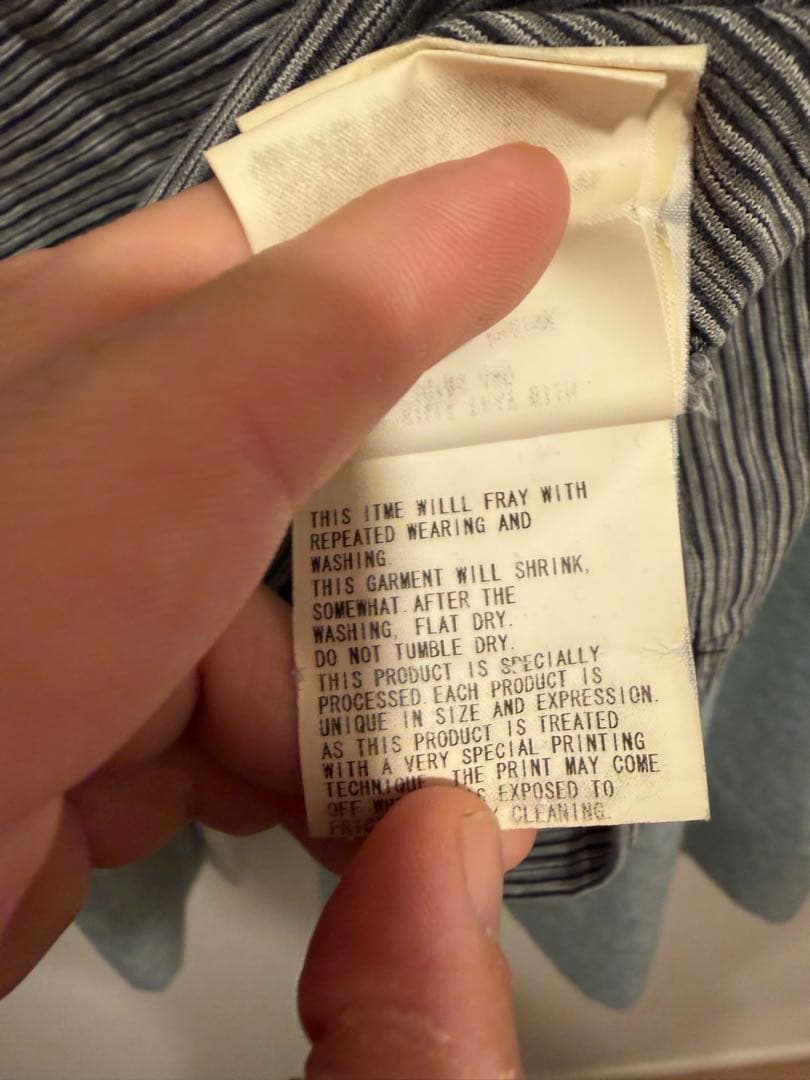 THIS ITME WILLL FRAY WITH
REPEATED WEARING AND
WASHING.
THIS GARMENT WILL SHRINK,
SOMEWHAT.AFTER THE
WASHING, FLAT DRY.
DO NOT TUMBLE DRY.
THIS PRODUCT IS SPECIALLY
PROCESSED.EACH PRODUCT IS
UNIQUE IN SIZE AND EXPRESSION.
AS THIS PRODUCT IS TREATED
WITH A VERY SPECIAL PRINTING
TECHNIQUE, THE PRINT MAY COME
OFF EXPOSED TO
CLEANING.